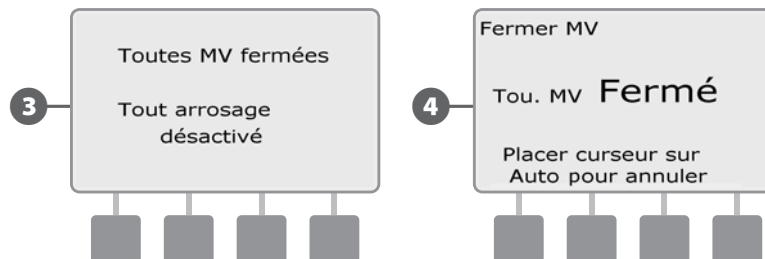 3
Toutes MV fermées
Tout arrosage
désactivé
4
Fermer MV
Tou. MV Fermé
Placer curseur sur
Auto pour annuler